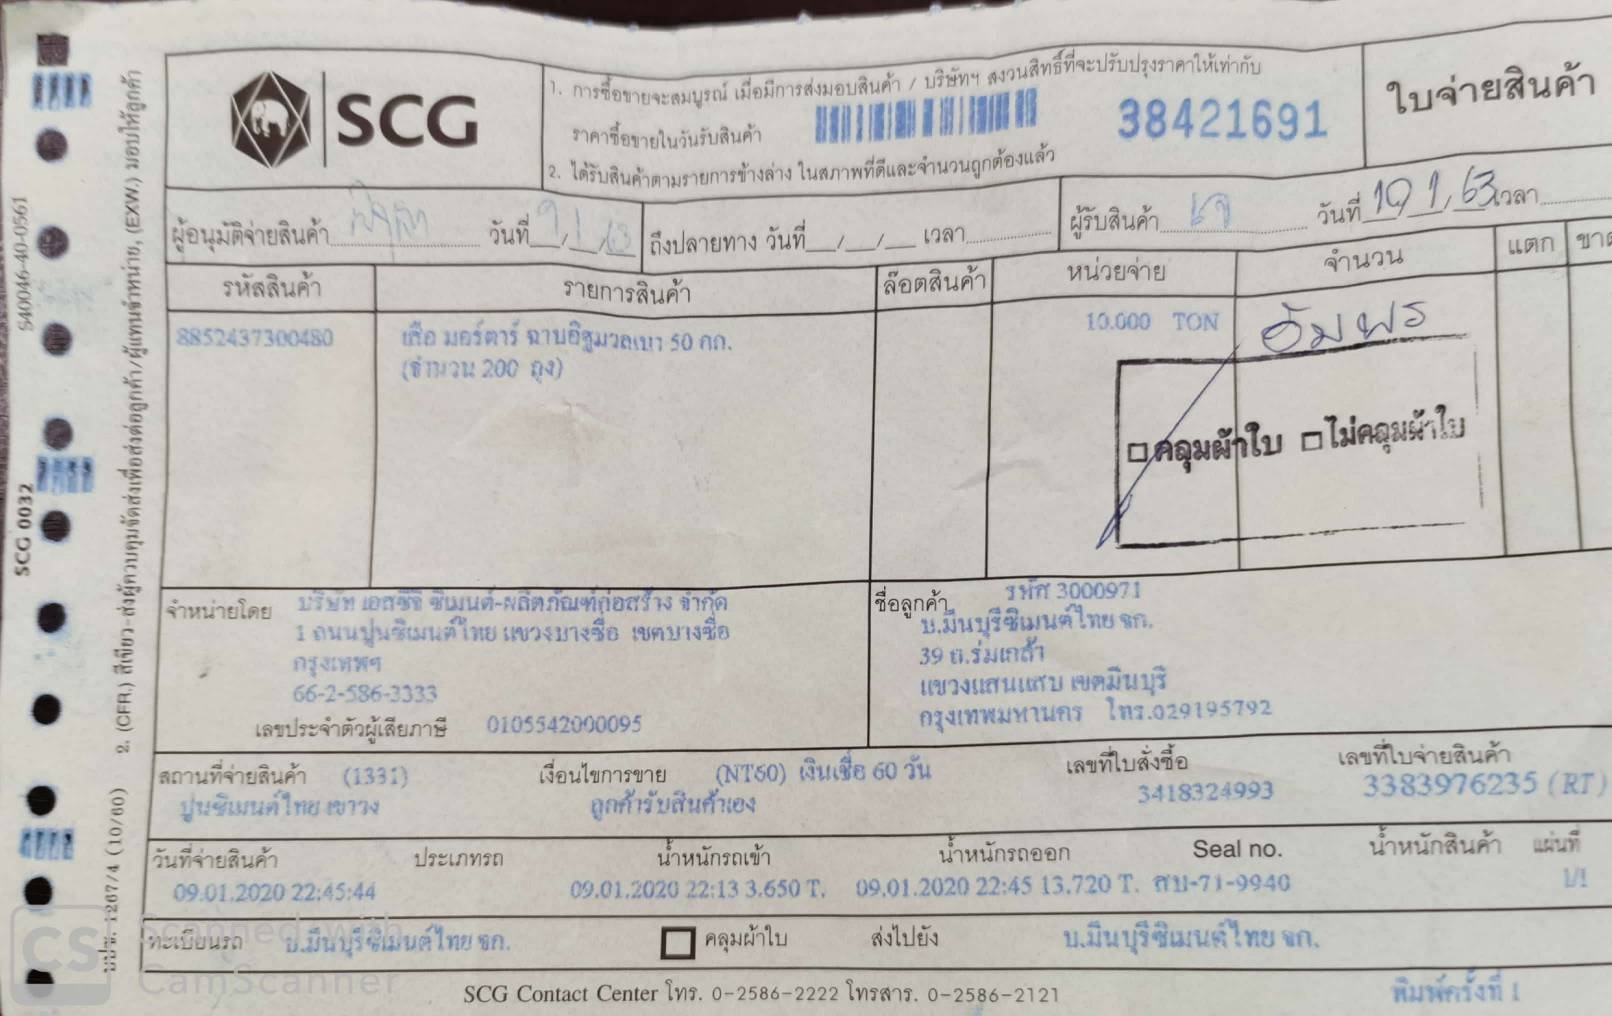 SCG
1. การซื้อขายจะสมบูรณ์ เมื่อมีการส่งมอบสินค้า / บริษัทฯ สงวนสิทธิ์ที่จะปรับปรุงราคาให้เท่ากับ
ราคาซื้อขายในวันรับสินค้า
38421691
ใบจ่ายสินค้า
2. ได้รับสินค้าตามรายการข้างล่าง ในสภาพที่ดีและจำนวนถูกต้องแล้ว
ผู้อนุมัติจ่ายสินค้า วันที่ / / 63 ถึงปลายทาง วันที่ / / เวลา ผู้รับสินค้า วันที่ 10/1/63 เวลา
รหัสสินค้า รายการสินค้า ล๊อตสินค้า หน่วยจ่าย จำนวน แตก ขาด
8852437300480 เสือ มอร์ตาร์ ฉาบอิฐมวลเบา 50 กก. 10.000 TON อัมพร
(จำนวน 200 ถุง)
คลุมผ้าใบ ไม่คลุมผ้าใบ
จำหน่ายโดย บริษัท เอสซีจี ซิเมนต์-ผลิตภัณฑ์ก่อสร้าง จำกัด
1 ถนนปูนซิเมนต์ไทย แขวงบางซื่อ เขตบางซื่อ
กรุงเทพฯ
66-2-586-3333
เลขประจำตัวผู้เสียภาษี 0105542000095
ชื่อลูกค้า รหัส 3000971
บ.มีนบุรีซิเมนต์ไทย จก.
39 ถ.ร่มเกล้า
แขวงแสนแสบ เขตมีนบุรี
กรุงเทพมหานคร โทร.029195792
สถานที่จ่ายสินค้า (1331) เงื่อนไขการขาย (NT60) เงินเชื่อ 60 วัน เลขที่ใบสั่งซื้อ เลขที่ใบจ่ายสินค้า
ปูนซิเมนต์ไทย เขาวง ลูกค้ารับสินค้าเอง 3418324993 3383976235 (RT)
วันที่จ่ายสินค้า ประเภทรถ น้ำหนักรถเข้า น้ำหนักรถออก Seal no. น้ำหนักสินค้า แผ่นที่
09.01.2020 22:45:44 09.01.2020 22:13 3.650 T. 09.01.2020 22:45 13.720 T. สบ-71-9940 1/1
ทะเบียนรถ บ.มีนบุรีซิเมนต์ไทย จก. คลุมผ้าใบ ส่งไปยัง บ.มีนบุรีซิเมนต์ไทย จก.
SCG Contact Center โทร. 0-2586-2222 โทรสาร. 0-2586-2121
พิมพ์ครั้งที่ 1
S40046-40-0561
SCG 0032
2. (CFR.) สีเขียว-ส่งผู้ควบคุมจัดส่งเพื่อส่งต่อลูกค้า/ผู้แทนจำหน่าย, (EXW.) มอบให้ลูกค้า
1267/4 (10/60)
CS
Scanned with
CamScanner